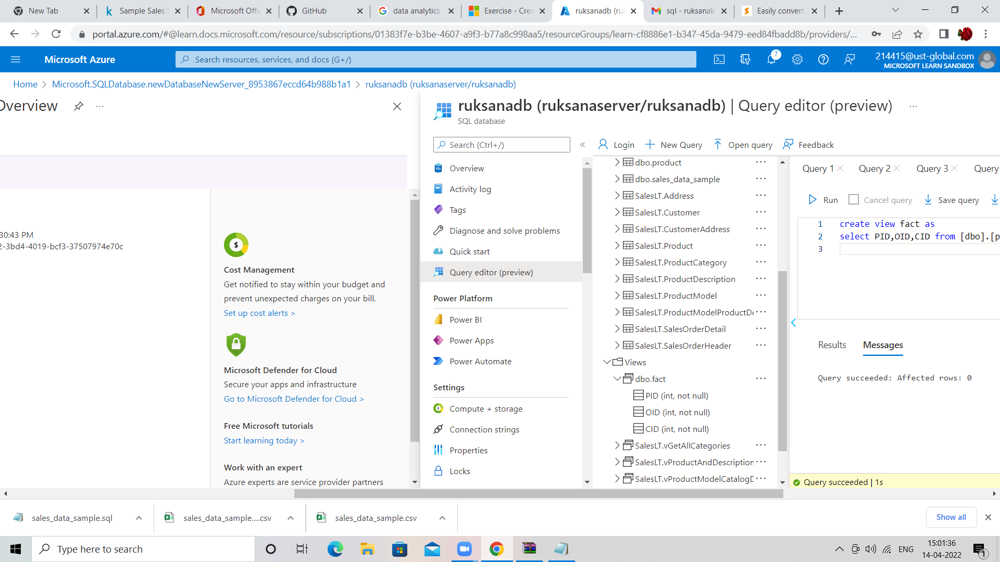 New Tab
Sample Sales D
Microsoft Offi
GitHub
data analytics
Exercise - Crea
ruksanadb (ruk
sql - ruksanak
Easily convert
portal.azure.com/#@learn.docs.microsoft.com/resource/subscriptions/01383f7e-b3be-4607-a9f3-b77a8c998aa5/resourceGroups/learn-cf8886e1-b347-45da-9479-eed84fbadd8b/providers/...
Microsoft Azure
Search resources, services, and docs (G+/)
7
214415@ust-global.com
MICROSOFT LEARN SANDBOX
Home > Microsoft.SQLDatabase.newDatabaseNewServer_8953867eccd64b988b1a1 > ruksanadb (ruksanaserver/ruksanadb)
Overview
30:43 PM
2-3bd4-4019-bcf3-37507974e70c
Cost Management
Get notified to stay within your budget and
prevent unexpected charges on your bill.
Set up cost alerts >
Microsoft Defender for Cloud
Secure your apps and infrastructure
Go to Microsoft Defender for Cloud >
Free Microsoft tutorials
Start learning today >
Work with an expert
Azure experts are service provider partners
ruksanadb (ruksanaserver/ruksanadb) | Query editor (preview)
SQL database
Search (Ctrl+/)
Overview
Activity log
Tags
Diagnose and solve problems
Quick start
Query editor (preview)
Power Platform
Power BI
Power Apps
Power Automate
Settings
Compute + storage
Connection strings
Properties
Locks
Login
New Query
Open query
Feedback
dbo.product
dbo.sales_data_sample
SalesLT.Address
SalesLT.Customer
SalesLT.CustomerAddress
SalesLT.Product
SalesLT.ProductCategory
SalesLT.ProductDescription
SalesLT.ProductModel
SalesLT.ProductModelProductDe
SalesLT.SalesOrderDetail
SalesLT.SalesOrderHeader
Views
dbo.fact
PID (int, not null)
OID (int, not null)
CID (int, not null)
SalesLT.vGetAllCategories
SalesLT.vProductAndDescription
SalesLT.vProductModelCatalogD
Query 1
Query 2
Query 3
Query
Run
Cancel query
Save query
1 create view fact as
2 select PID,OID,CID from [dbo].[p
3
Results
Messages
Query succeeded: Affected rows: 0
Query succeeded | 1s
sales_data_sample.sql
sales_data_sample....csv
sales_data_sample.csv
Show all
Type here to search
ENG
15:01:36
14-04-2022
1